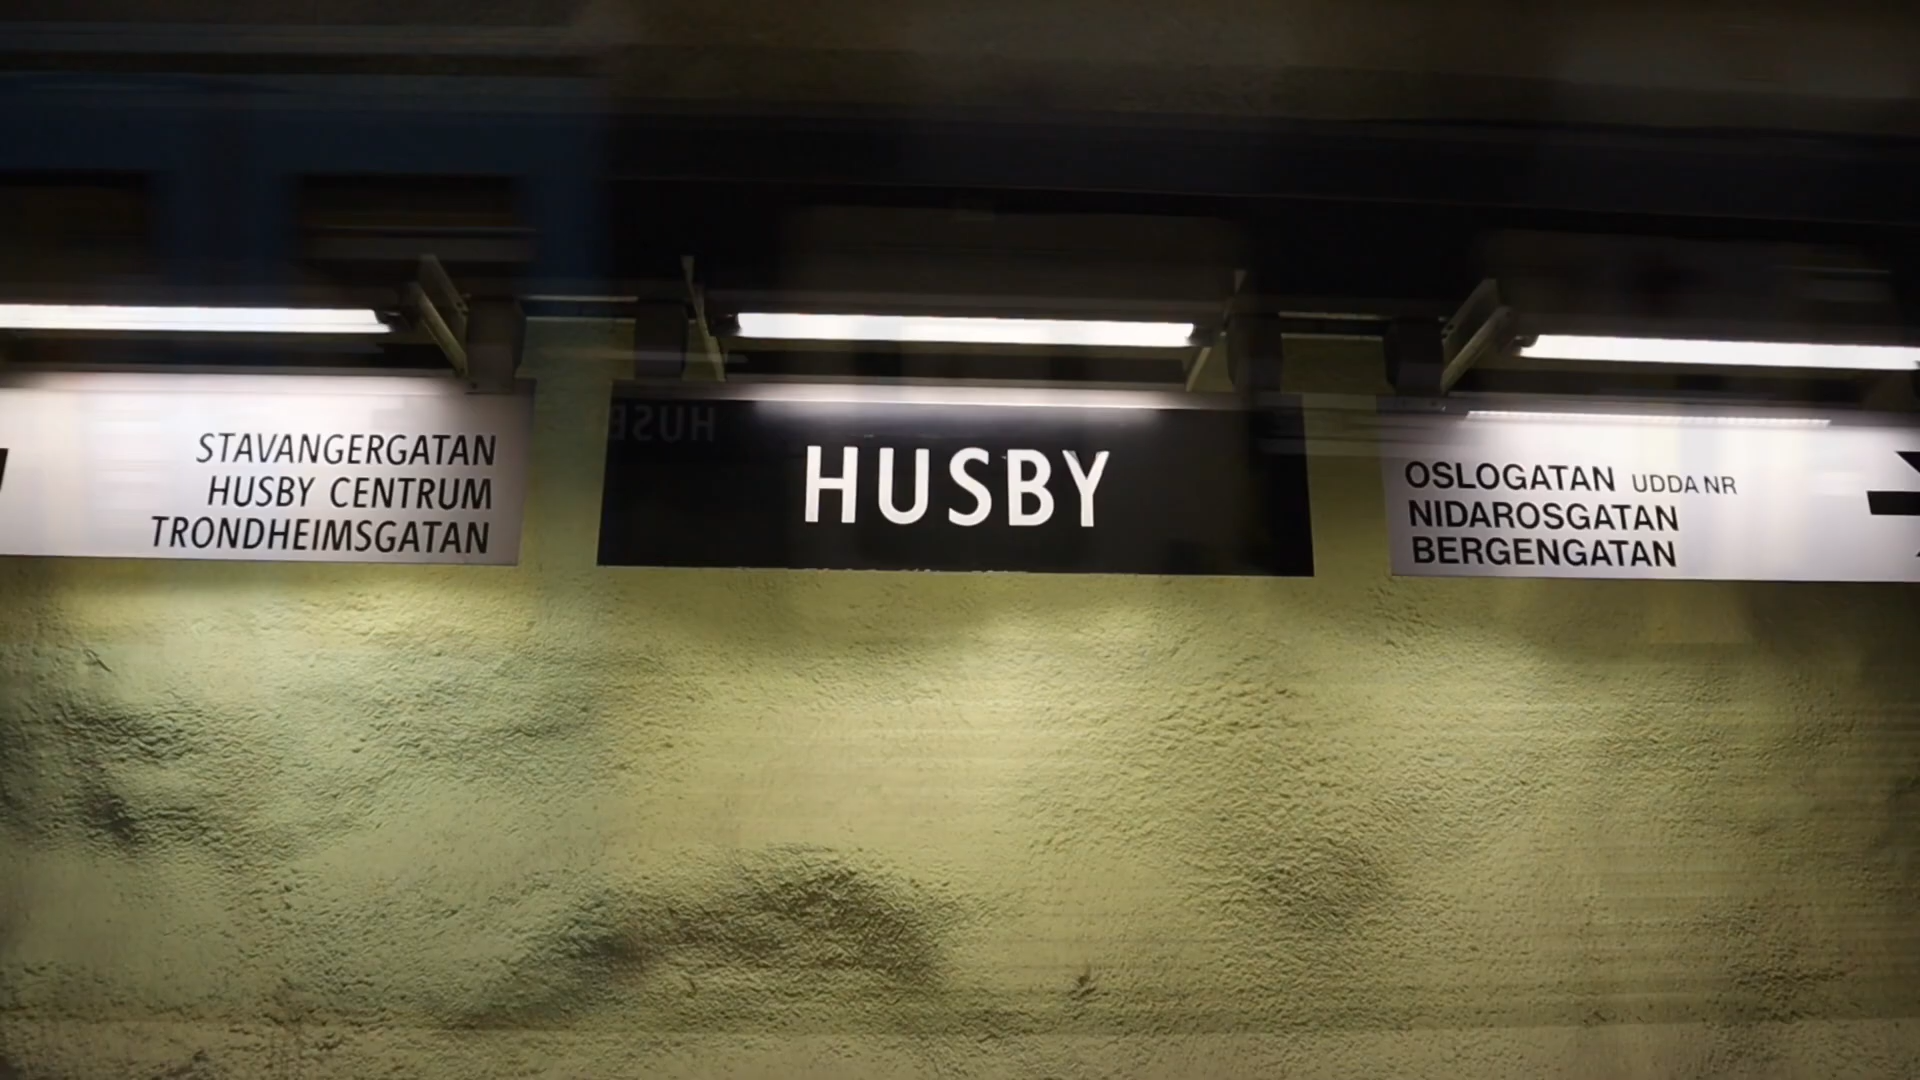 STAVANGERGATAN
HUSBY CENTRUM
TRONDHEIMSGATAN
HUSBY
OSLOGATAN UDDA NR
NIDAROSGATAN
BERGENGATAN